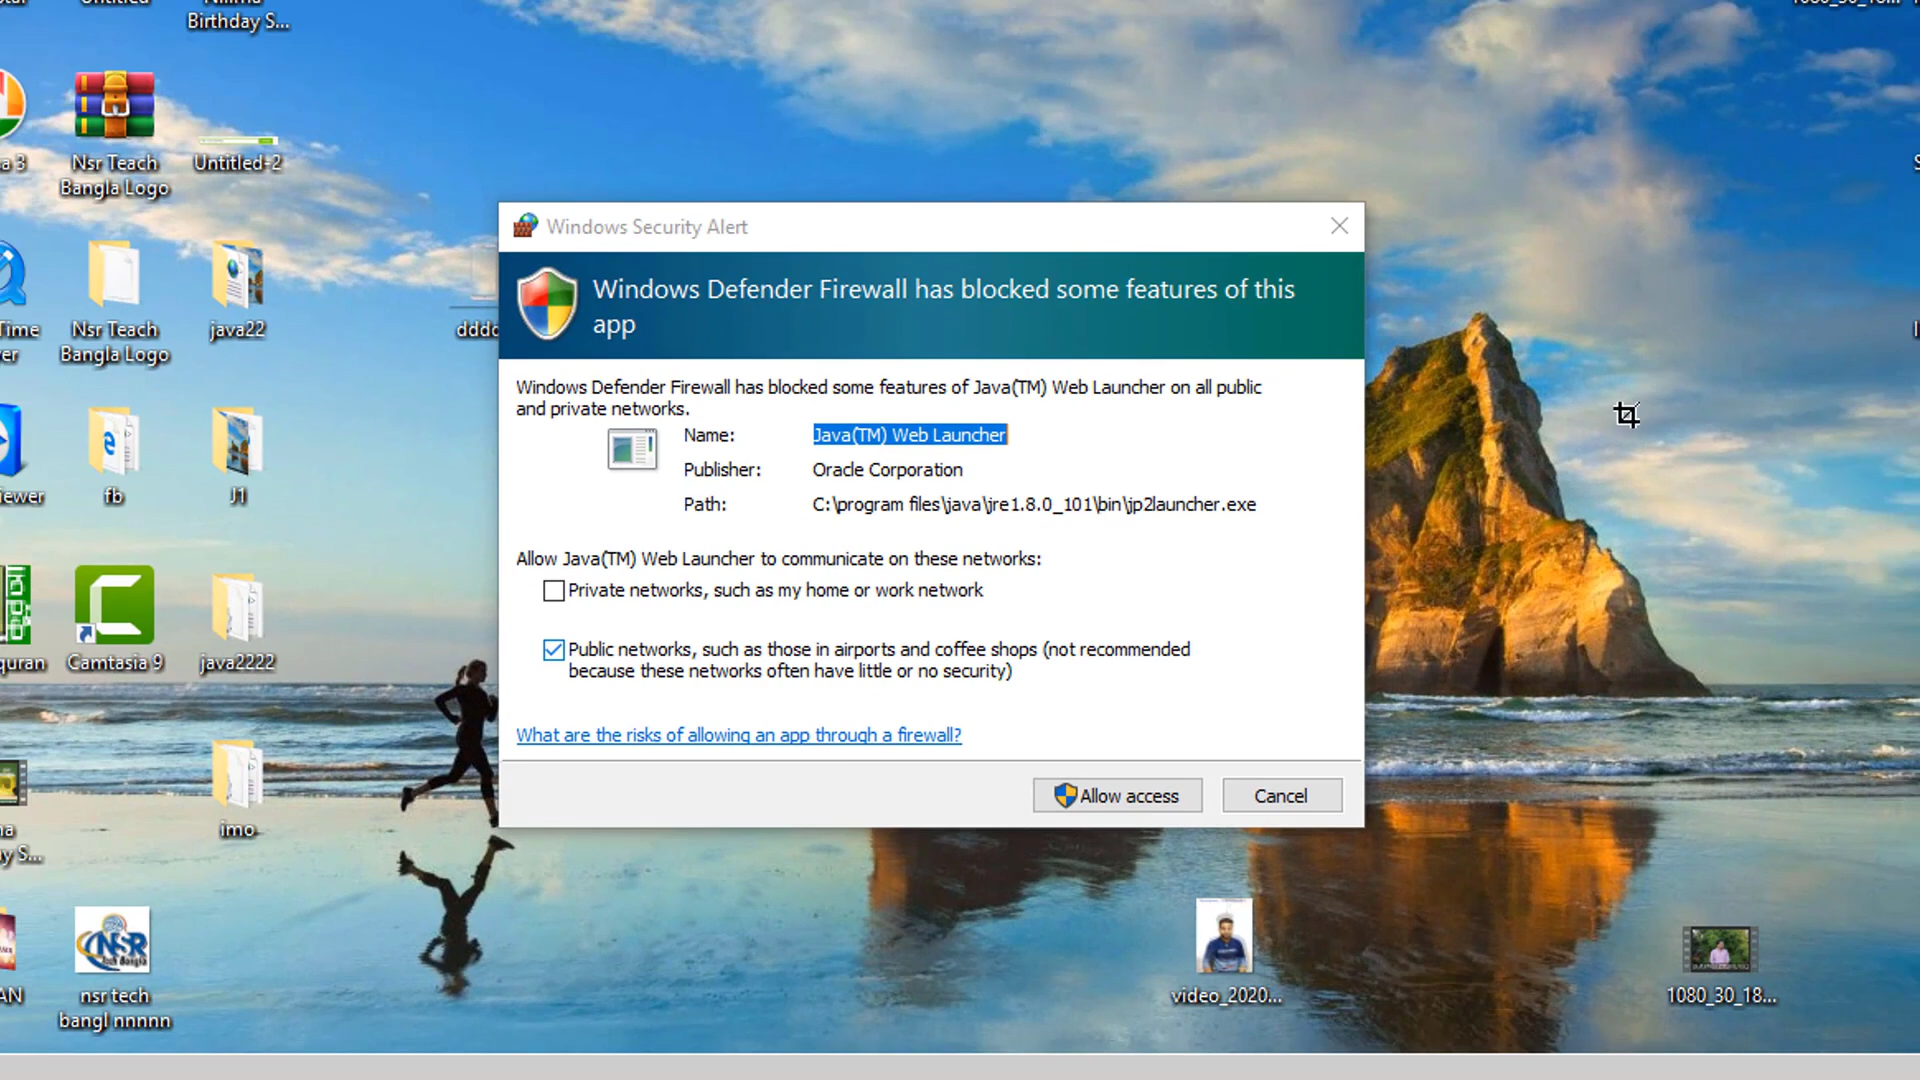 Birthday S...
Nsr Teach
Bangla Logo
Untitled-2
Nsr Teach
Bangla Logo
java22
fb
J1
Camtasia 9
java2222
imo
NSR
Tech Bangla
nsr tech
bangl nnnnn
Windows Security Alert
Windows Defender Firewall has blocked some features of this
app
Windows Defender Firewall has blocked some features of Java(TM) Web Launcher on all public
and private networks.
Name: Java(TM) Web Launcher
Publisher: Oracle Corporation
Path: C:\program files\java\jre1.8.0_101\bin\jp2launcher.exe
Allow Java(TM) Web Launcher to communicate on these networks:
Private networks, such as my home or work network
Public networks, such as those in airports and coffee shops (not recommended
because these networks often have little or no security)
What are the risks of allowing an app through a firewall?
Allow access
Cancel
video_2020...
1080_30_18...